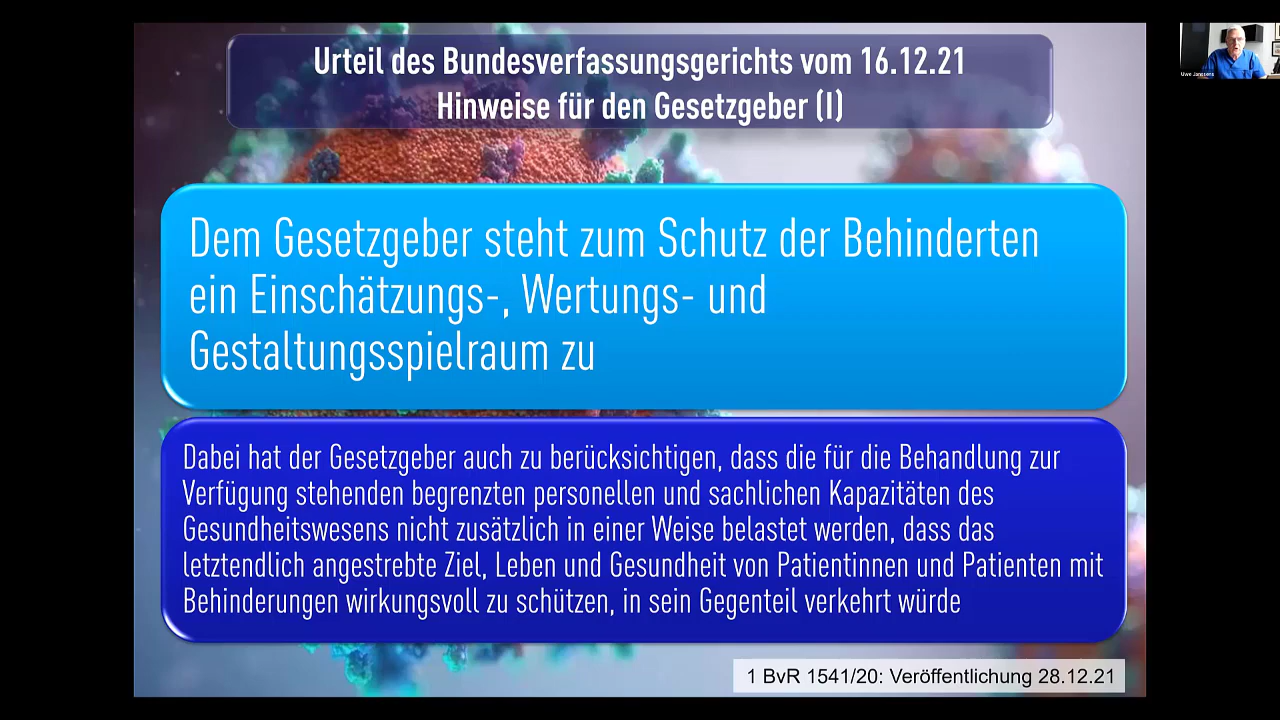 Urteil des Bundesverfassungsgerichts vom 16.12.21
Hinweise für den Gesetzgeber (I)
Dem Gesetzgeber steht zum Schutz der Behinderten
ein Einschätzungs-, Wertungs- und
Gestaltungsspielraum zu
Dabei hat der Gesetzgeber auch zu berücksichtigen, dass die für die Behandlung zur
Verfügung stehenden begrenzten personellen und sachlichen Kapazitäten des
Gesundheitswesens nicht zusätzlich in einer Weise belastet werden, dass das
letztendlich angestrebte Ziel, Leben und Gesundheit von Patientinnen und Patienten mit
Behinderungen wirkungsvoll zu schützen, in sein Gegenteil verkehrt würde
1 BvR 1541/20: Veröffentlichung 28.12.21
Uwe Janssens